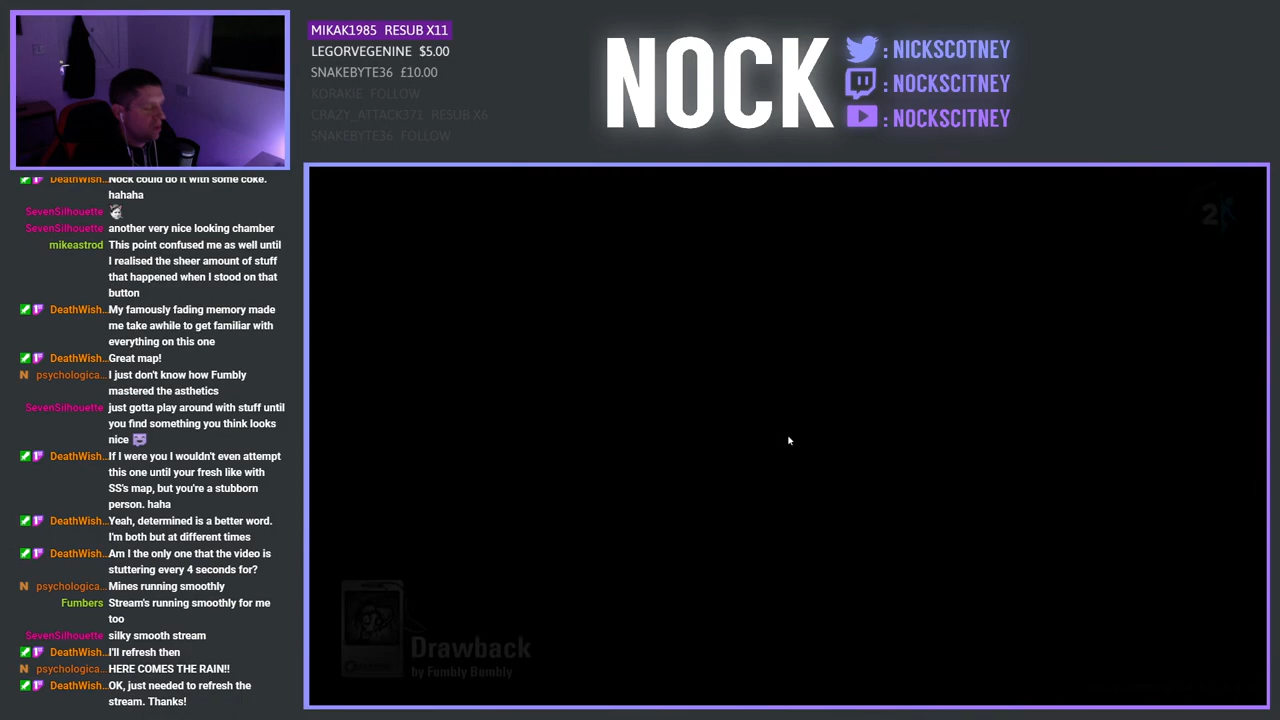 MIKAK1985 RESUB X11
LEGORVEGENINE $5.00
SNAKEBYTE36 £10.00
KORAKIE FOLLOW
CRAZY_ATTACK371 RESUB X6
SNAKEBYTE36 FOLLOW
NOCK
: NICKSCOTNEY
: NOCKSCITNEY
: NOCKSCITNEY
DeathWish... Nock could do it with some coke.
hahaha
SevenSilhouette
SevenSilhouette another very nice looking chamber
mikeastrod This point confused me as well until
I realised the sheer amount of stuff
that happened when I stood on that
button
DeathWish... My famously fading memory made
me take awhile to get familiar with
everything on this one
DeathWish... Great map!
psychologica... I just don't know how Fumbly
mastered the asthetics
SevenSilhouette just gotta play around with stuff until
you find something you think looks
nice
DeathWish... If I were you I wouldn't even attempt
this one until your fresh like with
SS's map, but you're a stubborn
person. haha
DeathWish... Yeah, determined is a better word.
I'm both but at different times
DeathWish... Am I the only one that the video is
stuttering every 4 seconds for?
psychologica... Mines running smoothly
Fumbers Stream's running smoothly for me
too
SevenSilhouette silky smooth stream
DeathWish... I'll refresh then
psychologica... HERE COMES THE RAIN!!
DeathWish... OK, just needed to refresh the
stream. Thanks!
2
Drawback
by Fumbly Bumbly